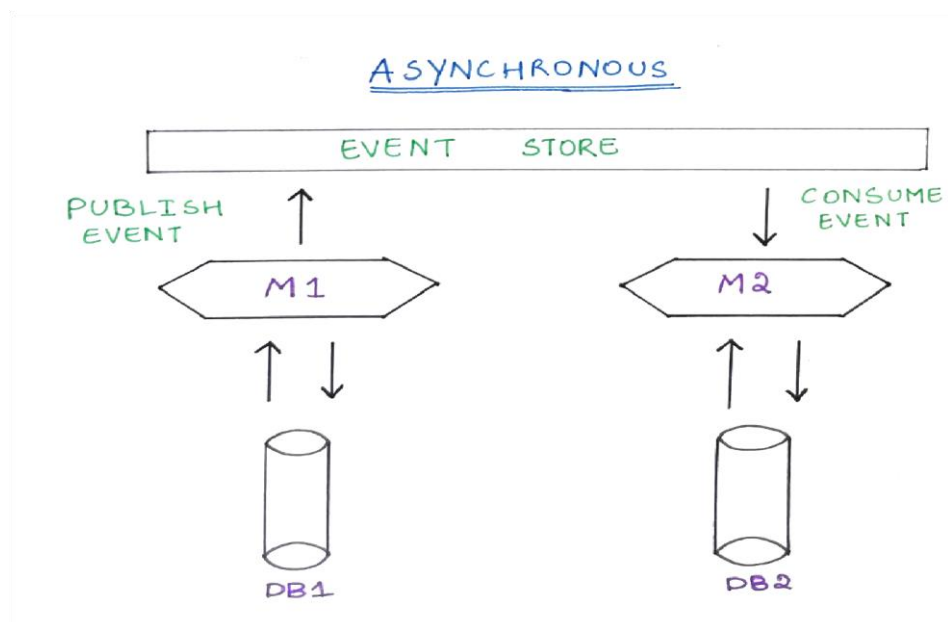 ASYNCHRONOUS
EVENT STORE
PUBLISH
EVENT
CONSUME
EVENT
M1
M2
DB1
DB2